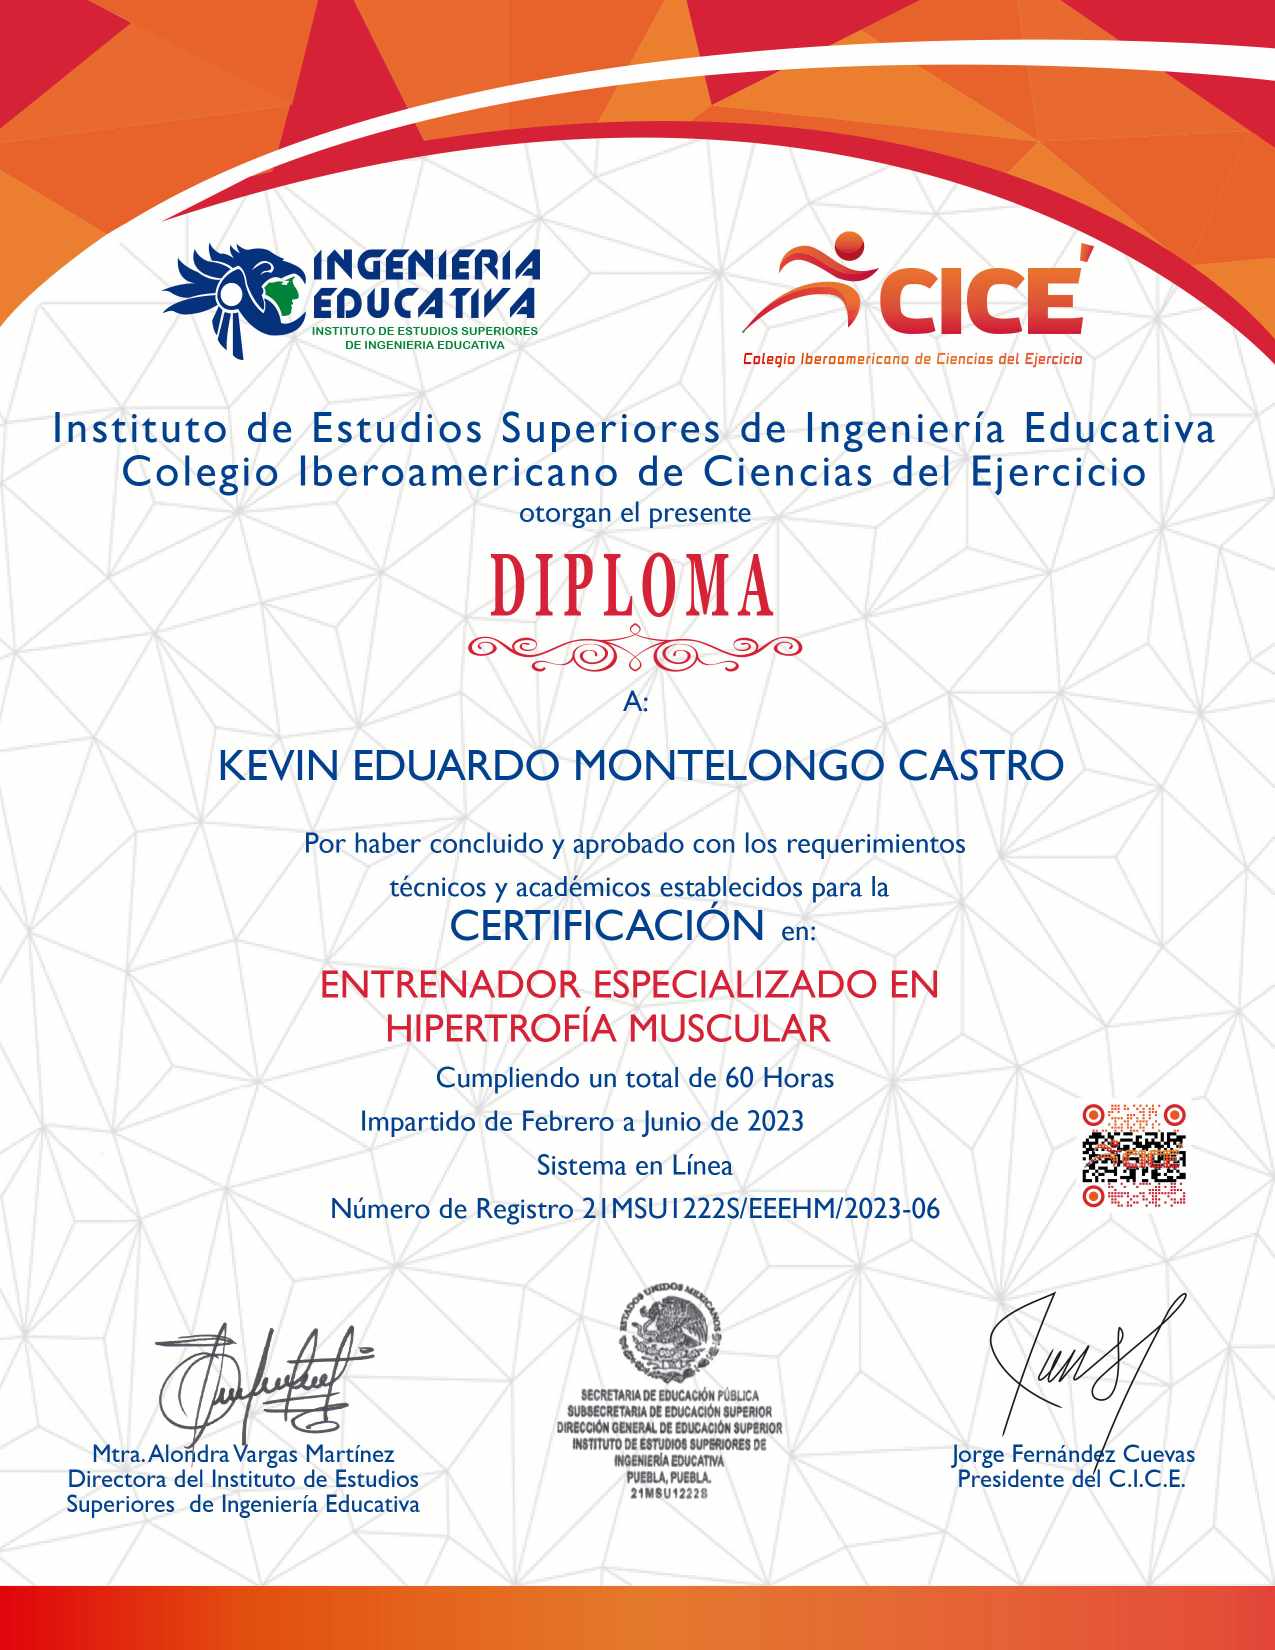 INGENIERIA
EDUCATIVA
INSTITUTO DE ESTUDIOS SUPERIORES
DE INGENIERIA EDUCATIVA
CICE'
Colegio Iberoamericano de Ciencias del Ejercicio
Instituto de Estudios Superiores de Ingeniería Educativa
Colegio Iberoamericano de Ciencias del Ejercicio
otorgan el presente
DIPLOMA
A:
KEVIN EDUARDO MONTELONGO CASTRO
Por haber concluido y aprobado con los requerimientos
técnicos y académicos establecidos para la
CERTIFICACIÓN en:
ENTRENADOR ESPECIALIZADO EN
HIPERTROFÍA MUSCULAR
Cumpliendo un total de 60 Horas
Impartido de Febrero a Junio de 2023
Sistema en Línea
Número de Registro 21MSU1222S/EEEHM/2023-06
CICE
ESTADOS UNIDOS MEXICANOS
SECRETARIA DE EDUCACIÓN PÚBLICA
SUBSECRETARIA DE EDUCACIÓN SUPERIOR
DIRECCIÓN GENERAL DE EDUCACIÓN SUPERIOR
INSTITUTO DE ESTUDIOS SUPERIORES DE
INGENIERÍA EDUCATIVA
PUEBLA, PUEBLA.
21MSU1222S
Mtra. Alondra Vargas Martínez
Directora del Instituto de Estudios
Superiores de Ingeniería Educativa
Jorge Fernández Cuevas
Presidente del C.I.C.E.